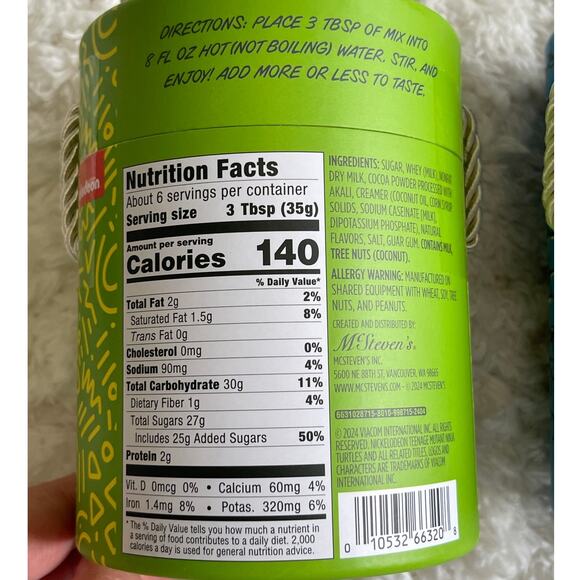 DIRECTIONS: PLACE 3 TBSP OF MIX INTO
8 FL OZ HOT (NOT BOILING) WATER, STIR, AND
ENJOY! ADD MORE OR LESS TO TASTE.
Nutrition Facts
About 6 servings per container
Serving size 3 Tbsp (35g)
Amount per serving
Calories 140
% Daily Value*
Total Fat 2g 2%
Saturated Fat 1.5g 8%
Trans Fat 0g
Cholesterol 0mg 0%
Sodium 90mg 4%
Total Carbohydrate 30g 11%
Dietary Fiber 1g 4%
Total Sugars 27g
Includes 25g Added Sugars 50%
Protein 2g
Vit. D 0mcg 0% • Calcium 60mg 4%
Iron 1.4mg 8% • Potas. 320mg 6%
* The % Daily Value tells you how much a nutrient in
a serving of food contributes to a daily diet. 2,000
calories a day is used for general nutrition advice.
INGREDIENTS: SUGAR, WHEY (MILK), NONFAT
DRY MILK, COCOA POWDER PROCESSED WITH
AKALI, CREAMER (COCONUT OIL, CORN SYRUP
SOLIDS, SODIUM CASEINATE (MILK),
DIPOTASSIUM PHOSPHATE), NATURAL
FLAVORS, SALT, GUAR GUM. CONTAINS MILK,
TREE NUTS (COCONUT).
ALLERGY WARNING: MANUFACTURED ON
SHARED EQUIPMENT WITH WHEAT, SOY, TREE
NUTS, AND PEANUTS.
CREATED AND DISTRIBUTED BY:
McSteven's®
MCSTEVEN'S INC.
5600 NE 88TH ST, VANCOUVER, WA 98665
WWW.MCSTEVENS.COM © 2024 MCSTEVEN'S
6631028715-8010-998715-2404
© 2024 VIACOM INTERNATIONAL INC. ALL RIGHTS
RESERVED. NICKELODEON TEENAGE MUTANT NINJA
TURTLES AND ALL RELATED TITLES, LOGOS AND
CHARACTERS ARE TRADEMARKS OF VIACOM
INTERNATIONAL INC.
0 10532 66320 8